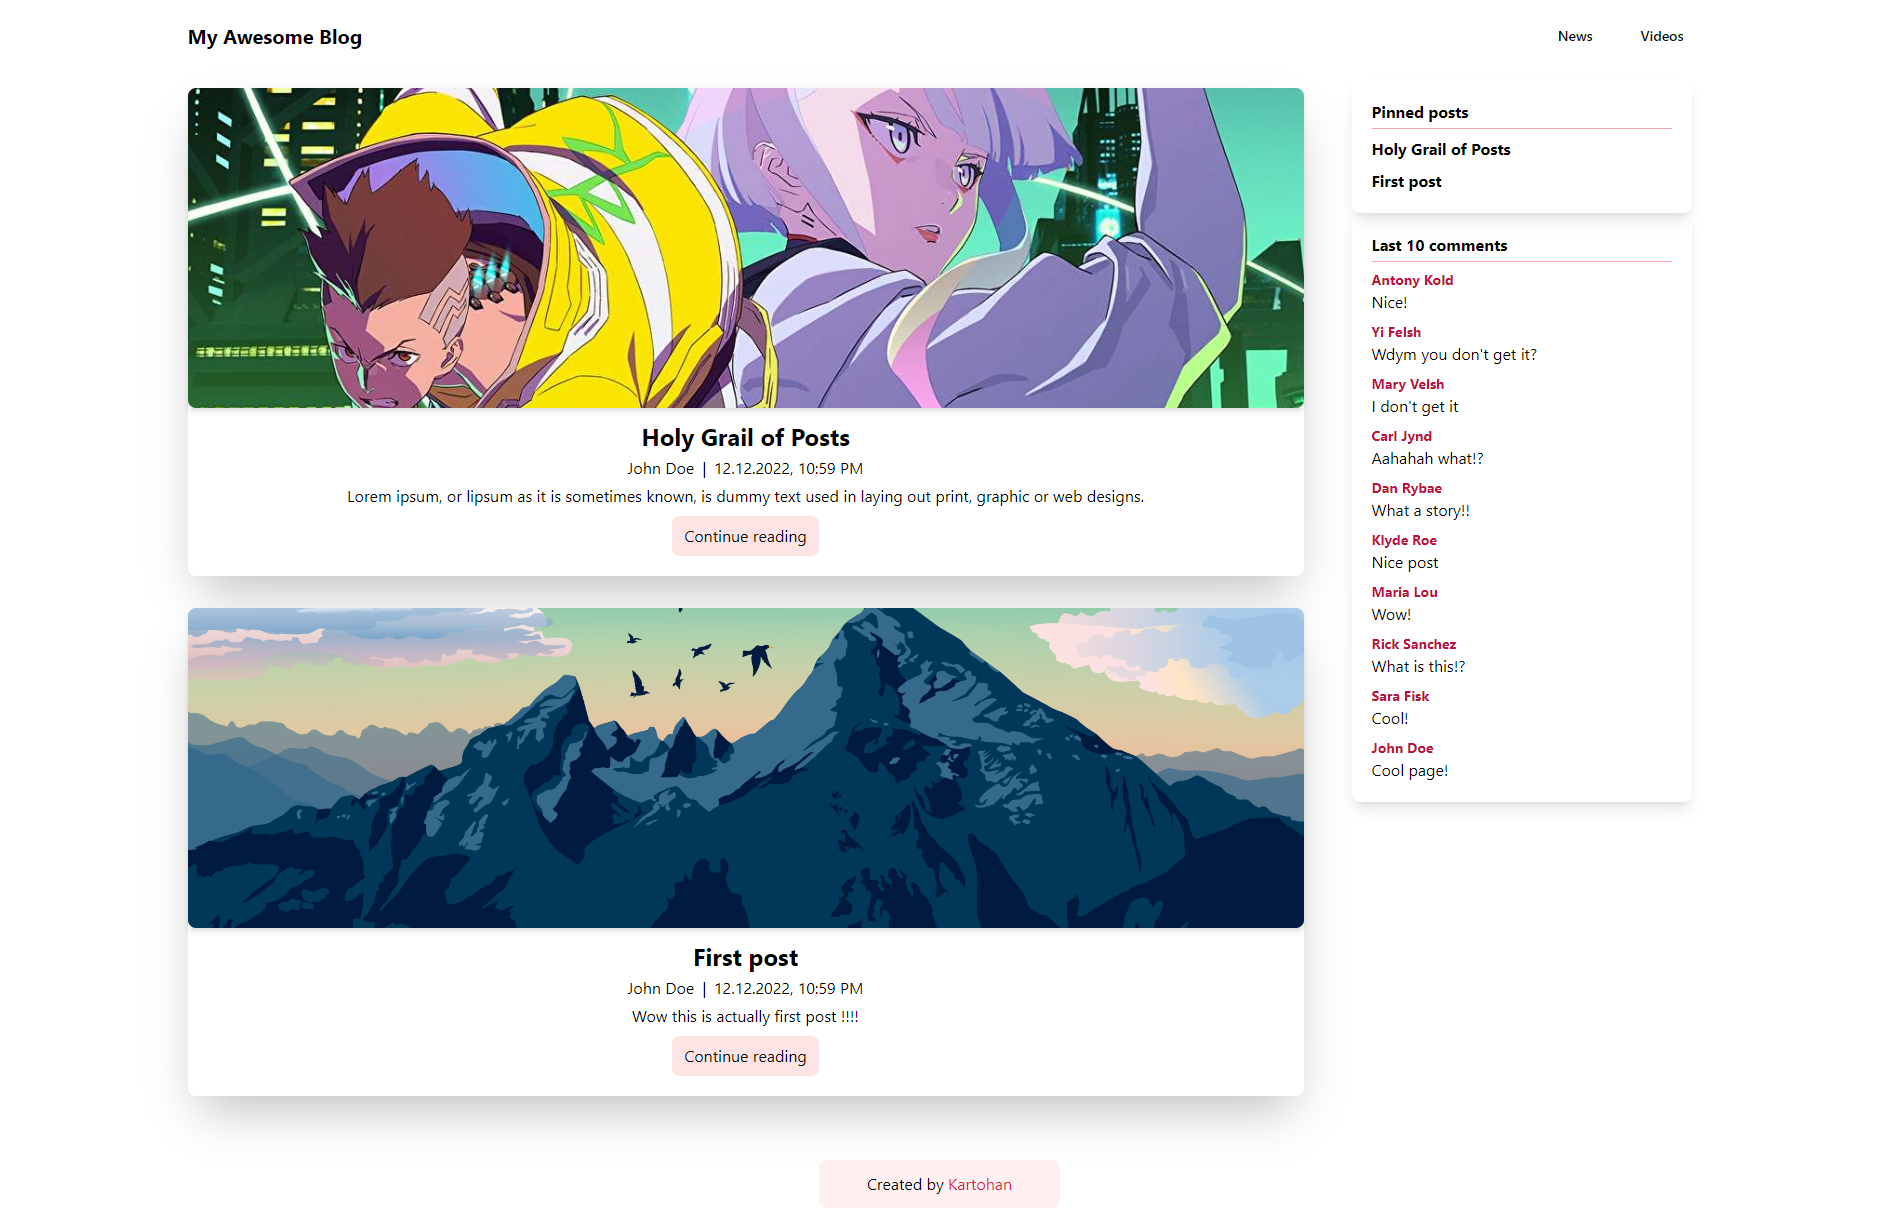 My Awesome Blog
News
Videos
Holy Grail of Posts
John Doe | 12.12.2022, 10:59 PM
Lorem ipsum, or lipsum as it is sometimes known, is dummy text used in laying out print, graphic or web designs.
Continue reading
First post
John Doe | 12.12.2022, 10:59 PM
Wow this is actually first post !!!!
Continue reading
Pinned posts
Holy Grail of Posts
First post
Last 10 comments
Antony Kold
Nice!
Yi Felsh
Wdym you don't get it?
Mary Velsh
I don't get it
Carl Jynd
Aahahah what!?
Dan Rybae
What a story!!
Klyde Roe
Nice post
Maria Lou
Wow!
Rick Sanchez
What is this!?
Sara Fisk
Cool!
John Doe
Cool page!
Created by Kartohan